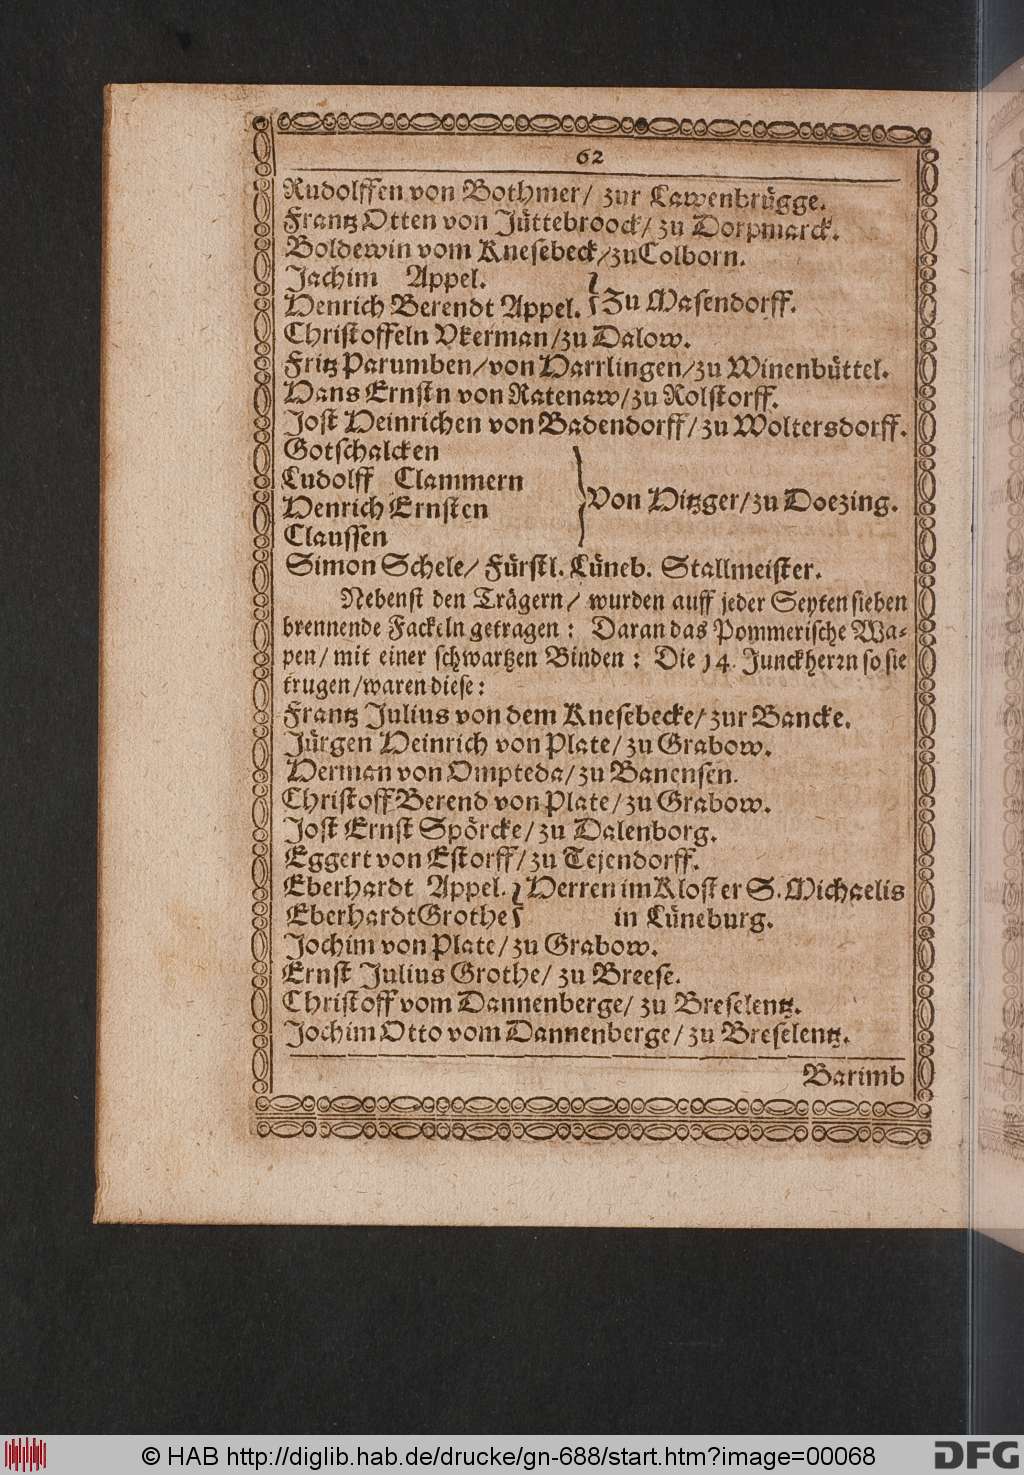 62
Rudolffen von Bothmer/ zur Lawenbrügge.
Frantz Otten von Jüttebroock/ zu Dorpmarck.
Boldewin vom Knesebeck/zu Colborn.
Jachim Appel.
Henrich Berendt Appel. } Zu Masendorff.
Christoffeln Vkerman/zu Dalow.
Fritz Parumben/von Harrlingen/zu Winenbüttel.
Hans Ernstn von Ratenaw/zu Rolstorff.
Jost Heinrichen von Badendorff/zu Woltersdorff.
Gotschalcken
Ludolff Clammern
Henrich Ernsten } Von Hitzger/zu Doezing.
Claussen
Simon Schele/ Fürstl. Lüneb. Stallmeister.
Nebenst den Trägern/ wurden auff jeder Seyten sieben
brennende Fackeln getragen: Daran das Pommerische Wa-
pen/ mit einer schwartzen Binden: Die 14. Junckherrn so sie
trugen/waren diese:
Frantz Julius von dem Knesebecke/zur Bancke.
Jürgen Heinrich von Plate/zu Grabow.
Herman von Ompteda/zu Banensen.
Christoff Berend von Plate/zu Grabow.
Jost Ernst Spörcke/zu Dalenborg.
Eggert von Estorff/zu Tejendorff.
Eberhardt Appel. } Herren im Kloster S. Michaelis
Eberhardt Grothe } in Lüneburg.
Jochim von Plate/zu Grabow.
Ernst Julius Grothe/ zu Breese.
Christoff vom Dannenberge/ zu Breselentz.
Jochim Otto vom Dannenberge/zu Breselentz.
Barimb
© HAB http://diglib.hab.de/drucke/gn-688/start.htm?image=00068
DFG